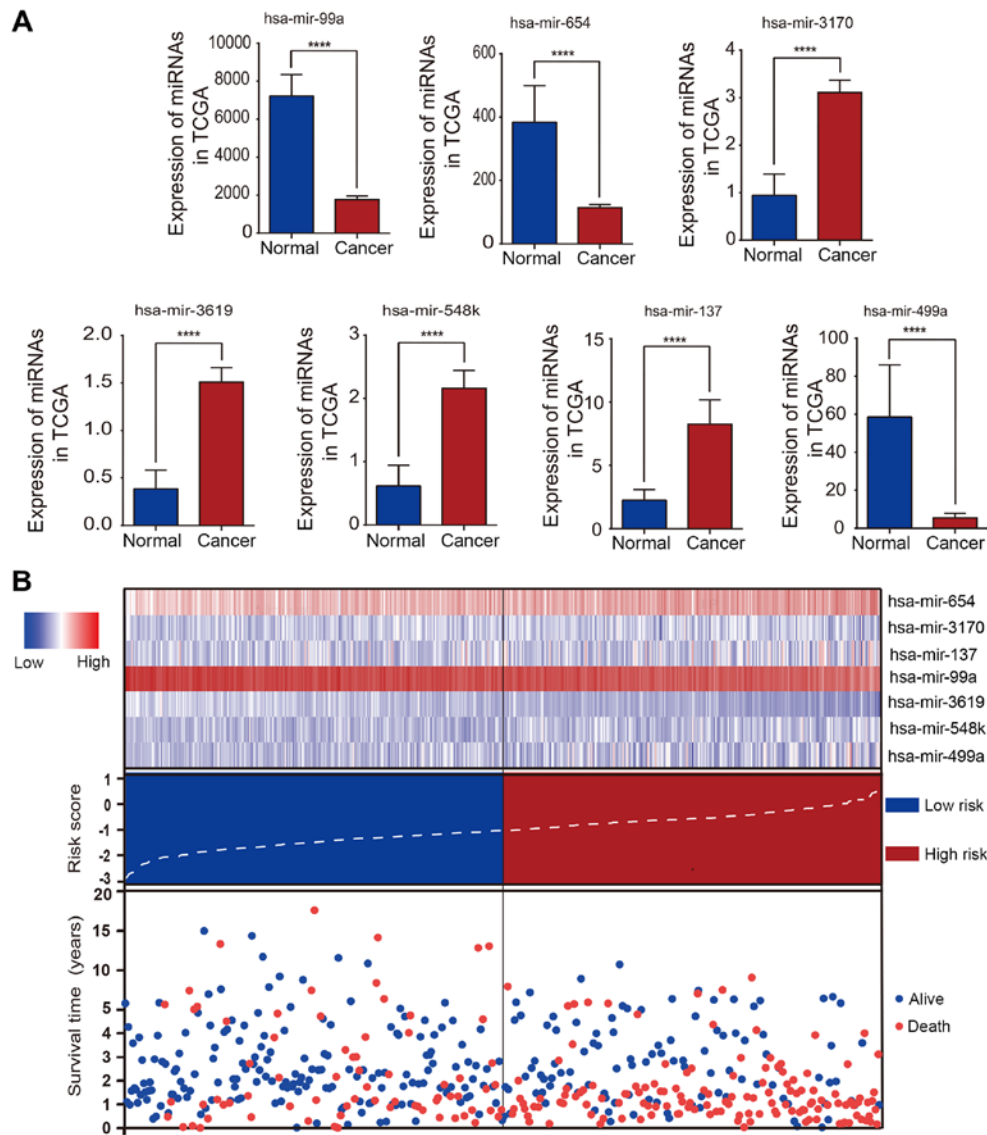 A
hsa-mir-99a
Expression of miRNAs
in TCGA
10000
8000
6000
4000
2000
0
****
Normal Cancer
hsa-mir-654
Expression of miRNAs
in TCGA
600
400
200
0
****
Normal Cancer
hsa-mir-3170
Expression of miRNAs
in TCGA
4
3
2
1
0
****
Normal Cancer
hsa-mir-3619
Expression of miRNAs
in TCGA
2.0
1.5
1.0
0.5
0.0
****
Normal Cancer
hsa-mir-548k
Expression of miRNAs
in TCGA
3
2
1
0
****
Normal Cancer
hsa-mir-137
Expression of miRNAs
in TCGA
15
10
5
0
****
Normal Cancer
hsa-mir-499a
Expression of miRNAs
in TCGA
100
80
60
40
20
0
****
Normal Cancer
B
Low High
hsa-mir-654
hsa-mir-3170
hsa-mir-137
hsa-mir-99a
hsa-mir-3619
hsa-mir-548k
hsa-mir-499a
Risk score
1
0
-1
-2
-3
Low risk
High risk
Survival time (years)
20
15
10
5
4
3
2
1
0
Alive
Death